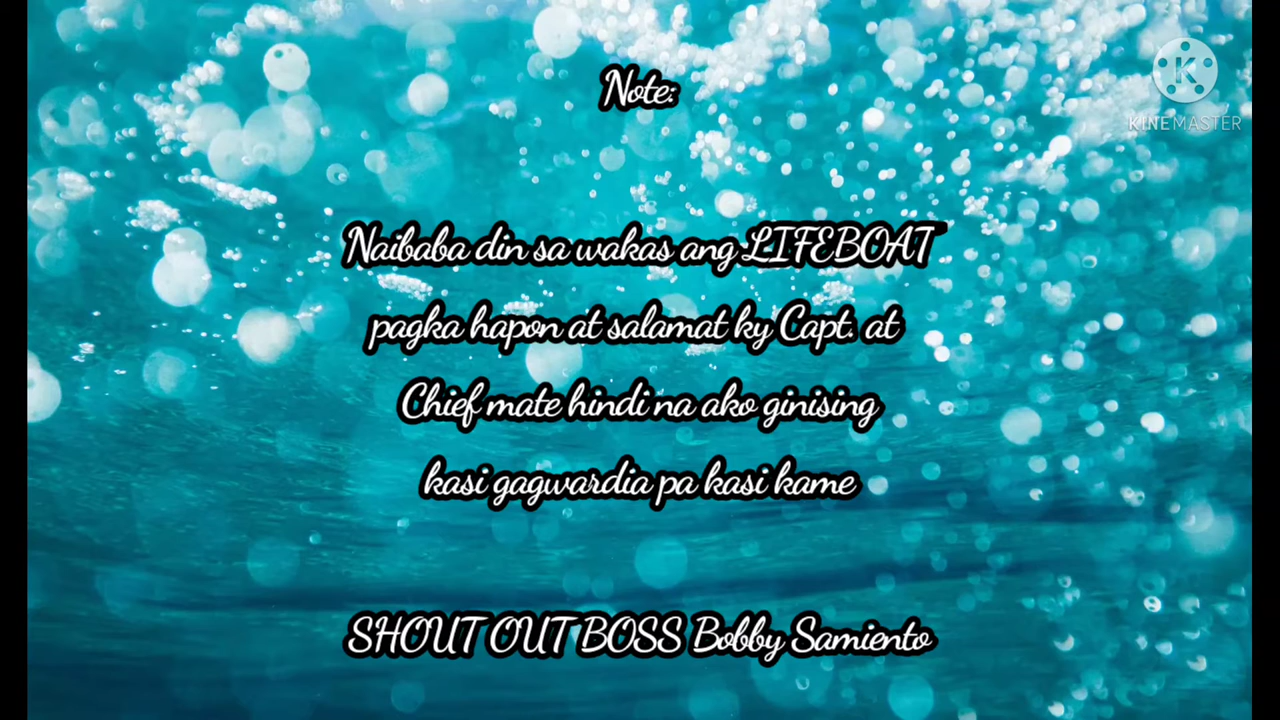 Note:
KINEMASTER
Naibaba din sa wakas ang LIFEBOAT
pagka hapon at salamat ky Capt. at
Chief mate hindi na ako ginising
kasi gagwardia pa kasi kame
SHOUT OUT BOSS Bobby Samiento